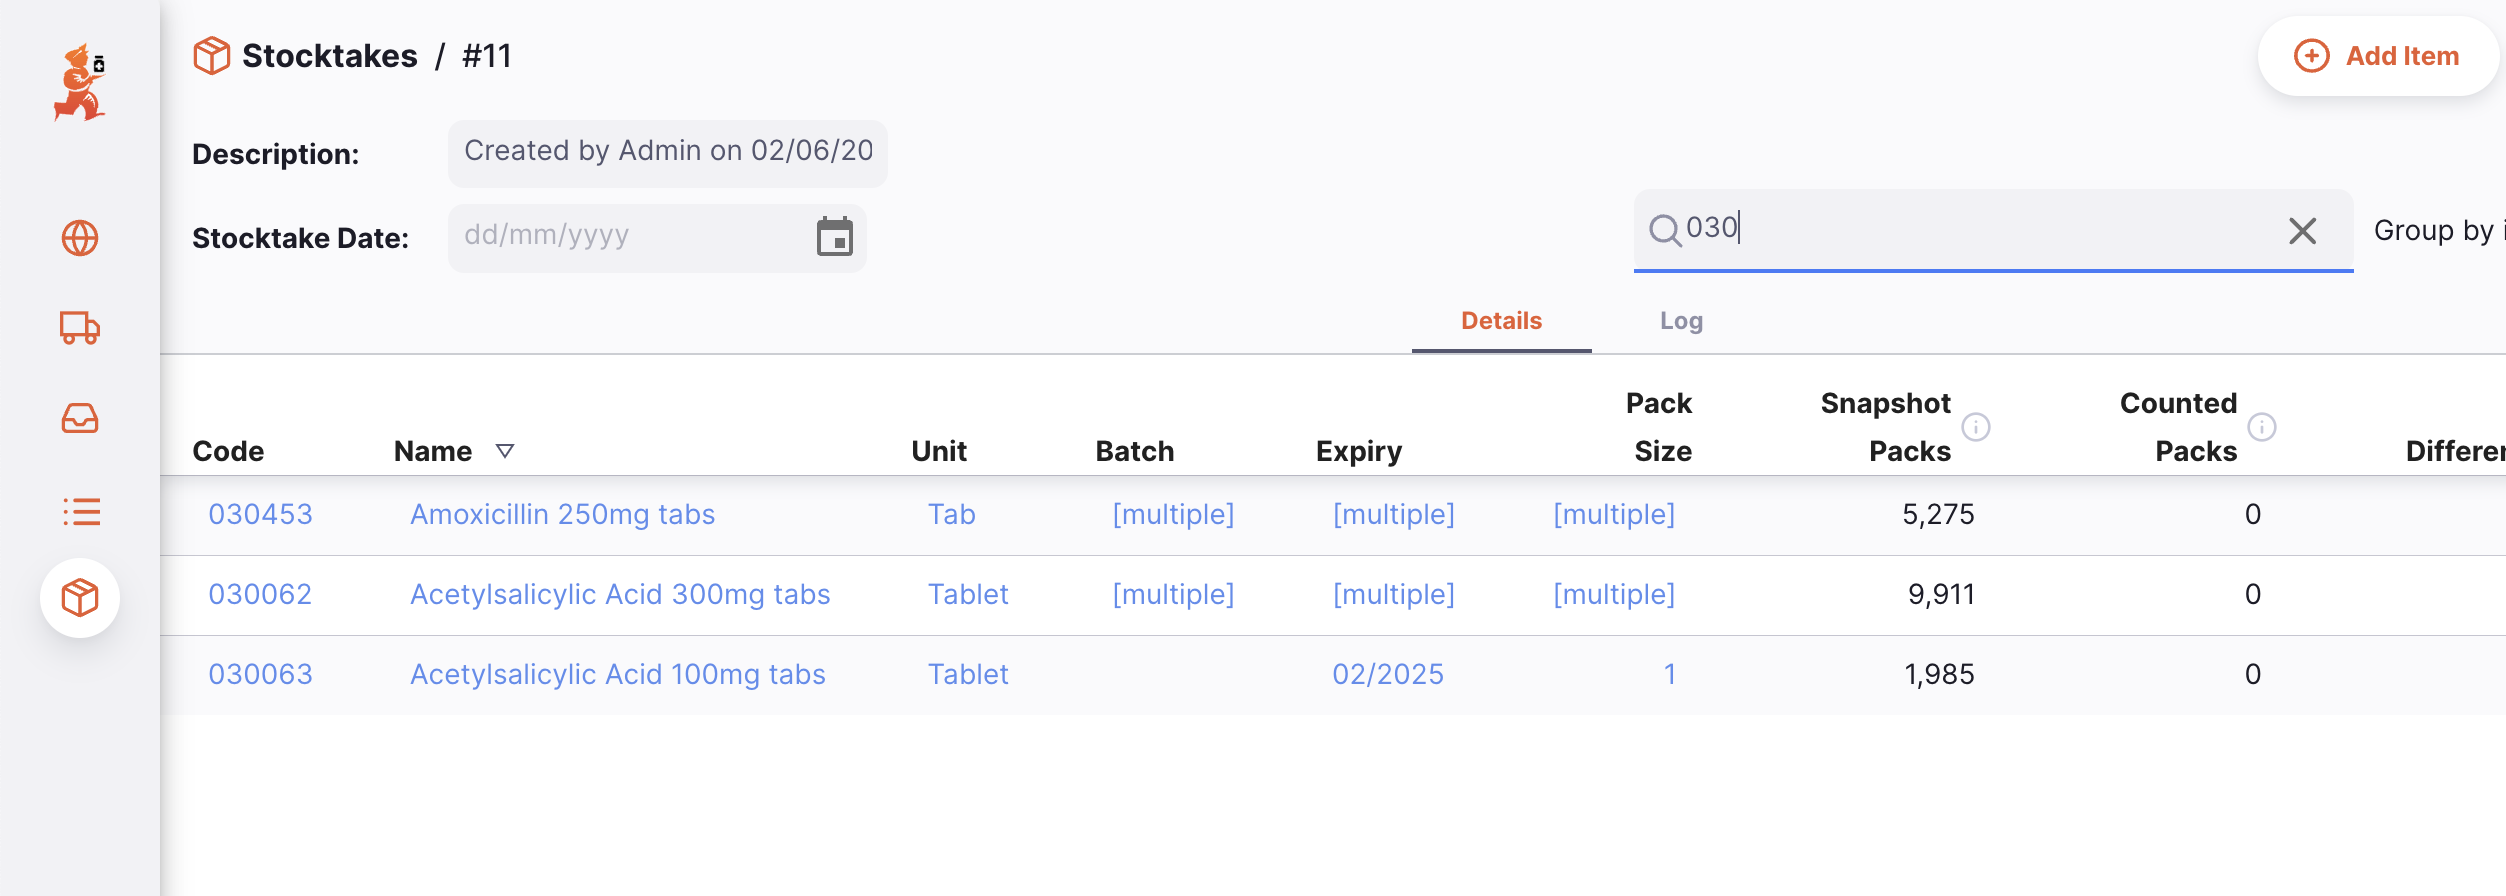 Stocktakes / #11
Add Item
Description: Created by Admin on 02/06/20
Stocktake Date: dd/mm/yyyy
030
Group by i
Details Log
Code Name Unit Batch Expiry Pack Size Snapshot Packs Counted Packs Differen
030453 Amoxicillin 250mg tabs Tab [multiple] [multiple] [multiple] 5,275 0
030062 Acetylsalicylic Acid 300mg tabs Tablet [multiple] [multiple] [multiple] 9,911 0
030063 Acetylsalicylic Acid 100mg tabs Tablet 02/2025 1 1,985 0